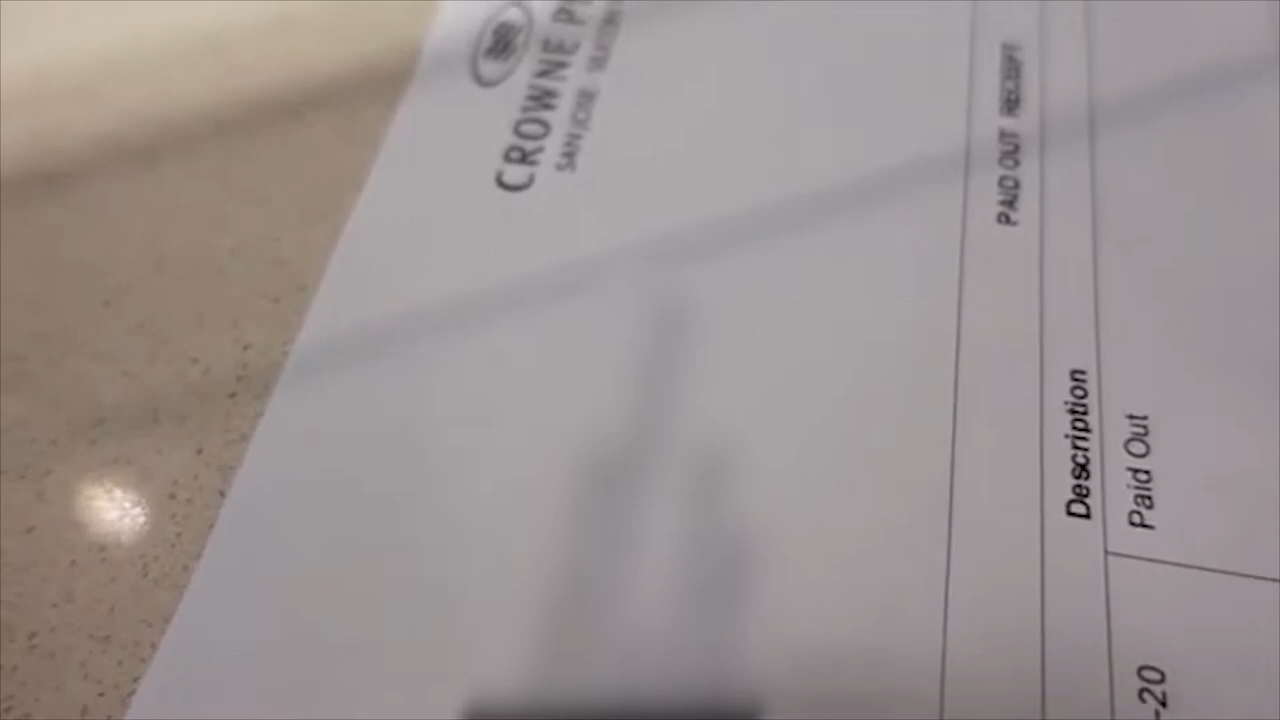 CROWNE P
SAN JOSE
PAID OUT RECEIPT
Description
Paid Out
-20